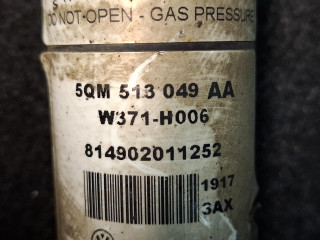 DO NOT-OPEN - GAS PRESSURE
5QM 513 049 AA
W371-H006
814902011252
1917
3AX